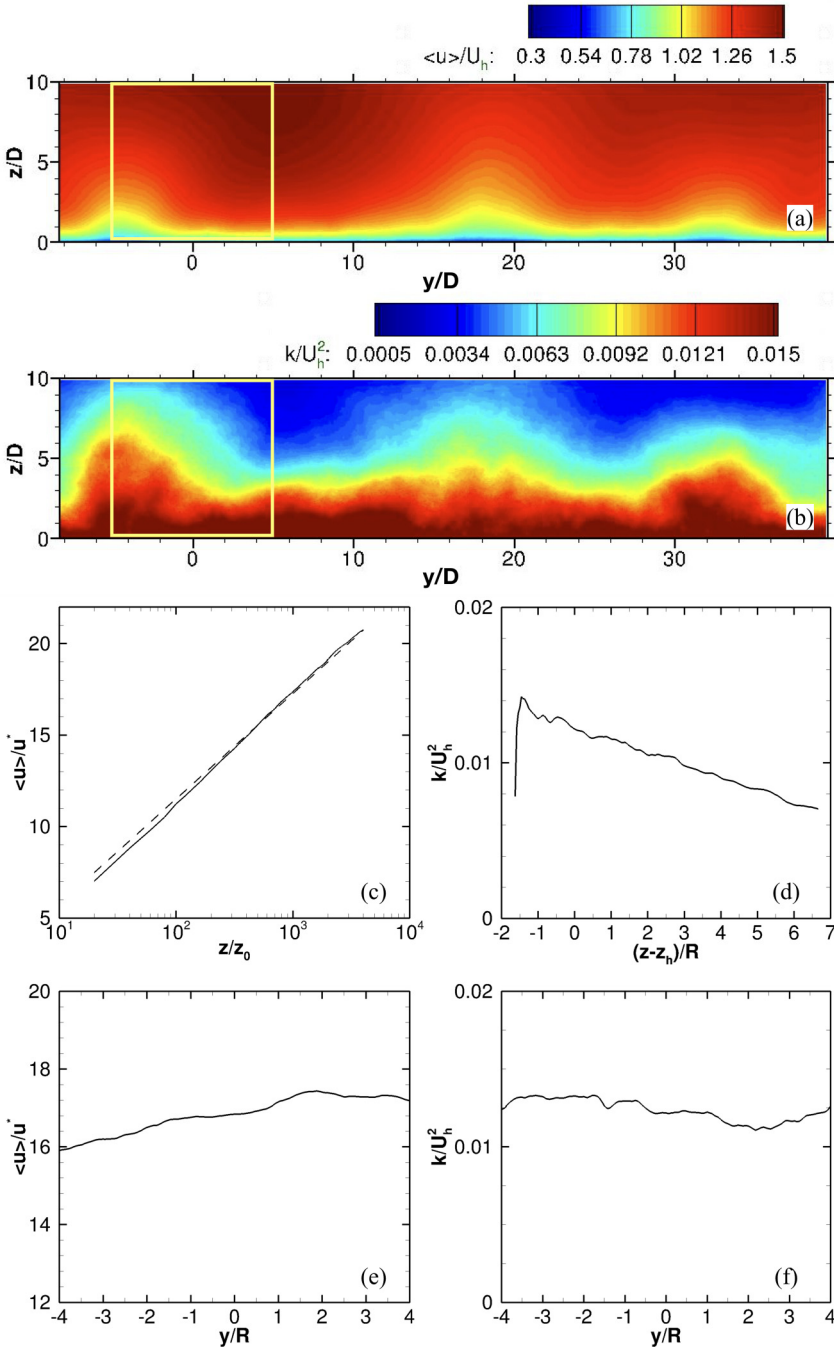 <u>/U_h: 0.3 0.54 0.78 1.02 1.26 1.5
10
5
0
z/D
(a)
0 10 20 30
y/D
k/U_h^2: 0.0005 0.0034 0.0063 0.0092 0.0121 0.015
10
5
0
z/D
(b)
0 10 20 30
y/D
20
15
10
5
<u>/u*
(c)
10^1 10^2 10^3 10^4
z/z_0
0.02
0.01
0
k/U_h^2
(d)
-2 -1 0 1 2 3 4 5 6 7
(z-z_h)/R
20
18
16
14
12
<u>/u*
(e)
-4 -3 -2 -1 0 1 2 3 4
y/R
0.02
0.01
0
k/U_h^2
(f)
-4 -3 -2 -1 0 1 2 3 4
y/R